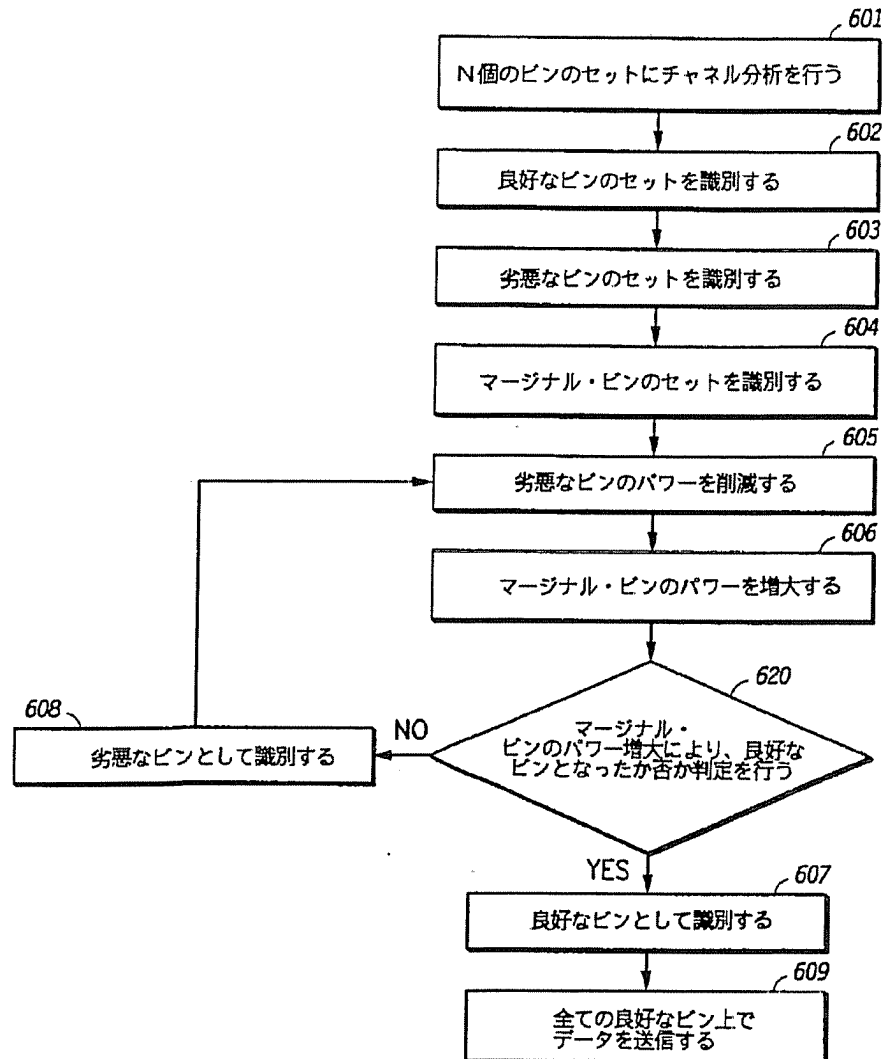 601
N個のビンのセットにチャネル分析を行う
602
良好なビンのセットを識別する
603
劣悪なビンのセットを識別する
604
マージナル・ビンのセットを識別する
605
劣悪なビンのパワーを削減する
606
マージナル・ビンのパワーを増大する
620
マージナル・
ビンのパワー増大により、良好な
ビンとなったか否か判定を行う
NO
608
劣悪なビンとして識別する
YES
607
良好なビンとして識別する
609
全ての良好なビン上で
データを送信する